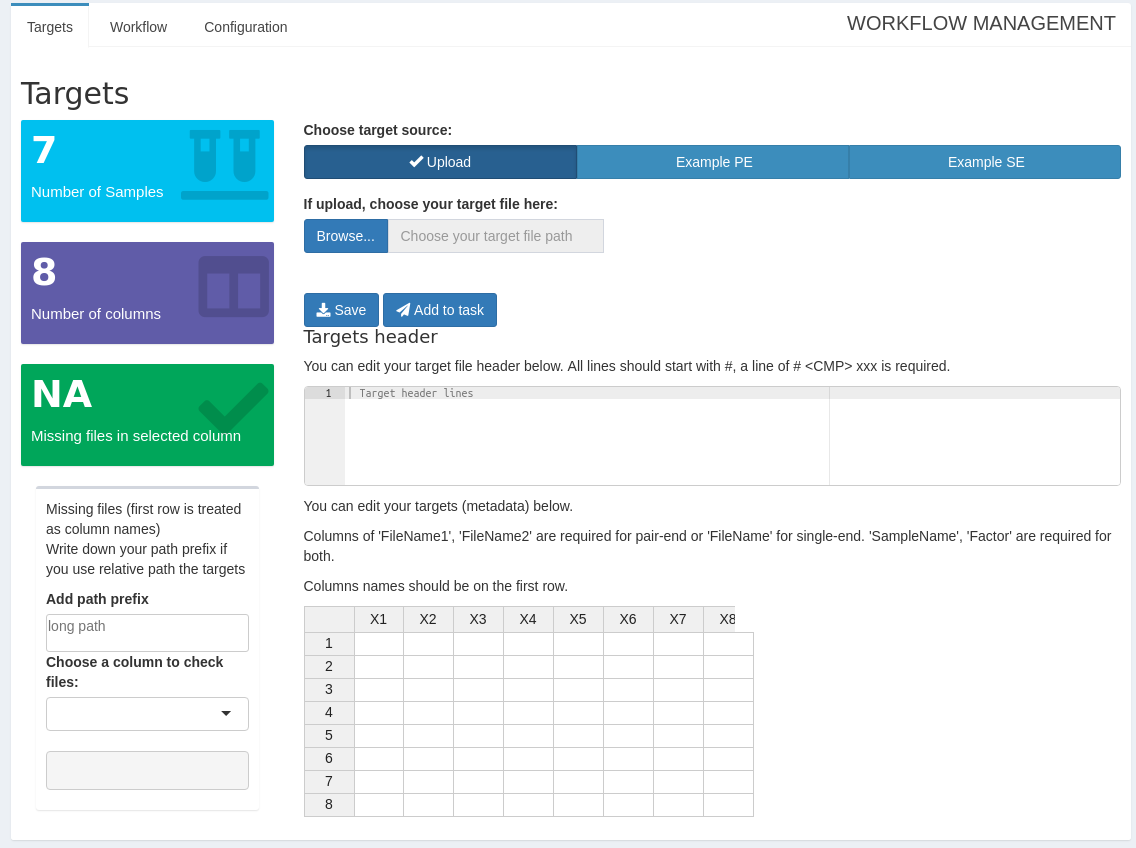 Targets
Workflow
Configuration
WORKFLOW MANAGEMENT
Targets
7
Number of Samples
8
Number of columns
NA
Missing files in selected column
Missing files (first row is treated
as column names)
Write down your path prefix if
you use relative path the targets
Add path prefix
long path
Choose a column to check
files:
Choose target source:
Upload
Example PE
Example SE
If upload, choose your target file here:
Browse...
Choose your target file path
Save
Add to task
Targets header
You can edit your target file header below. All lines should start with #, a line of # <CMP> xxx is required.
1
Target header lines
You can edit your targets (metadata) below.
Columns of 'FileName1', 'FileName2' are required for pair-end or 'FileName' for single-end. 'SampleName', 'Factor' are required for
both.
Columns names should be on the first row.
X1 X2 X3 X4 X5 X6 X7 X8
1
2
3
4
5
6
7
8